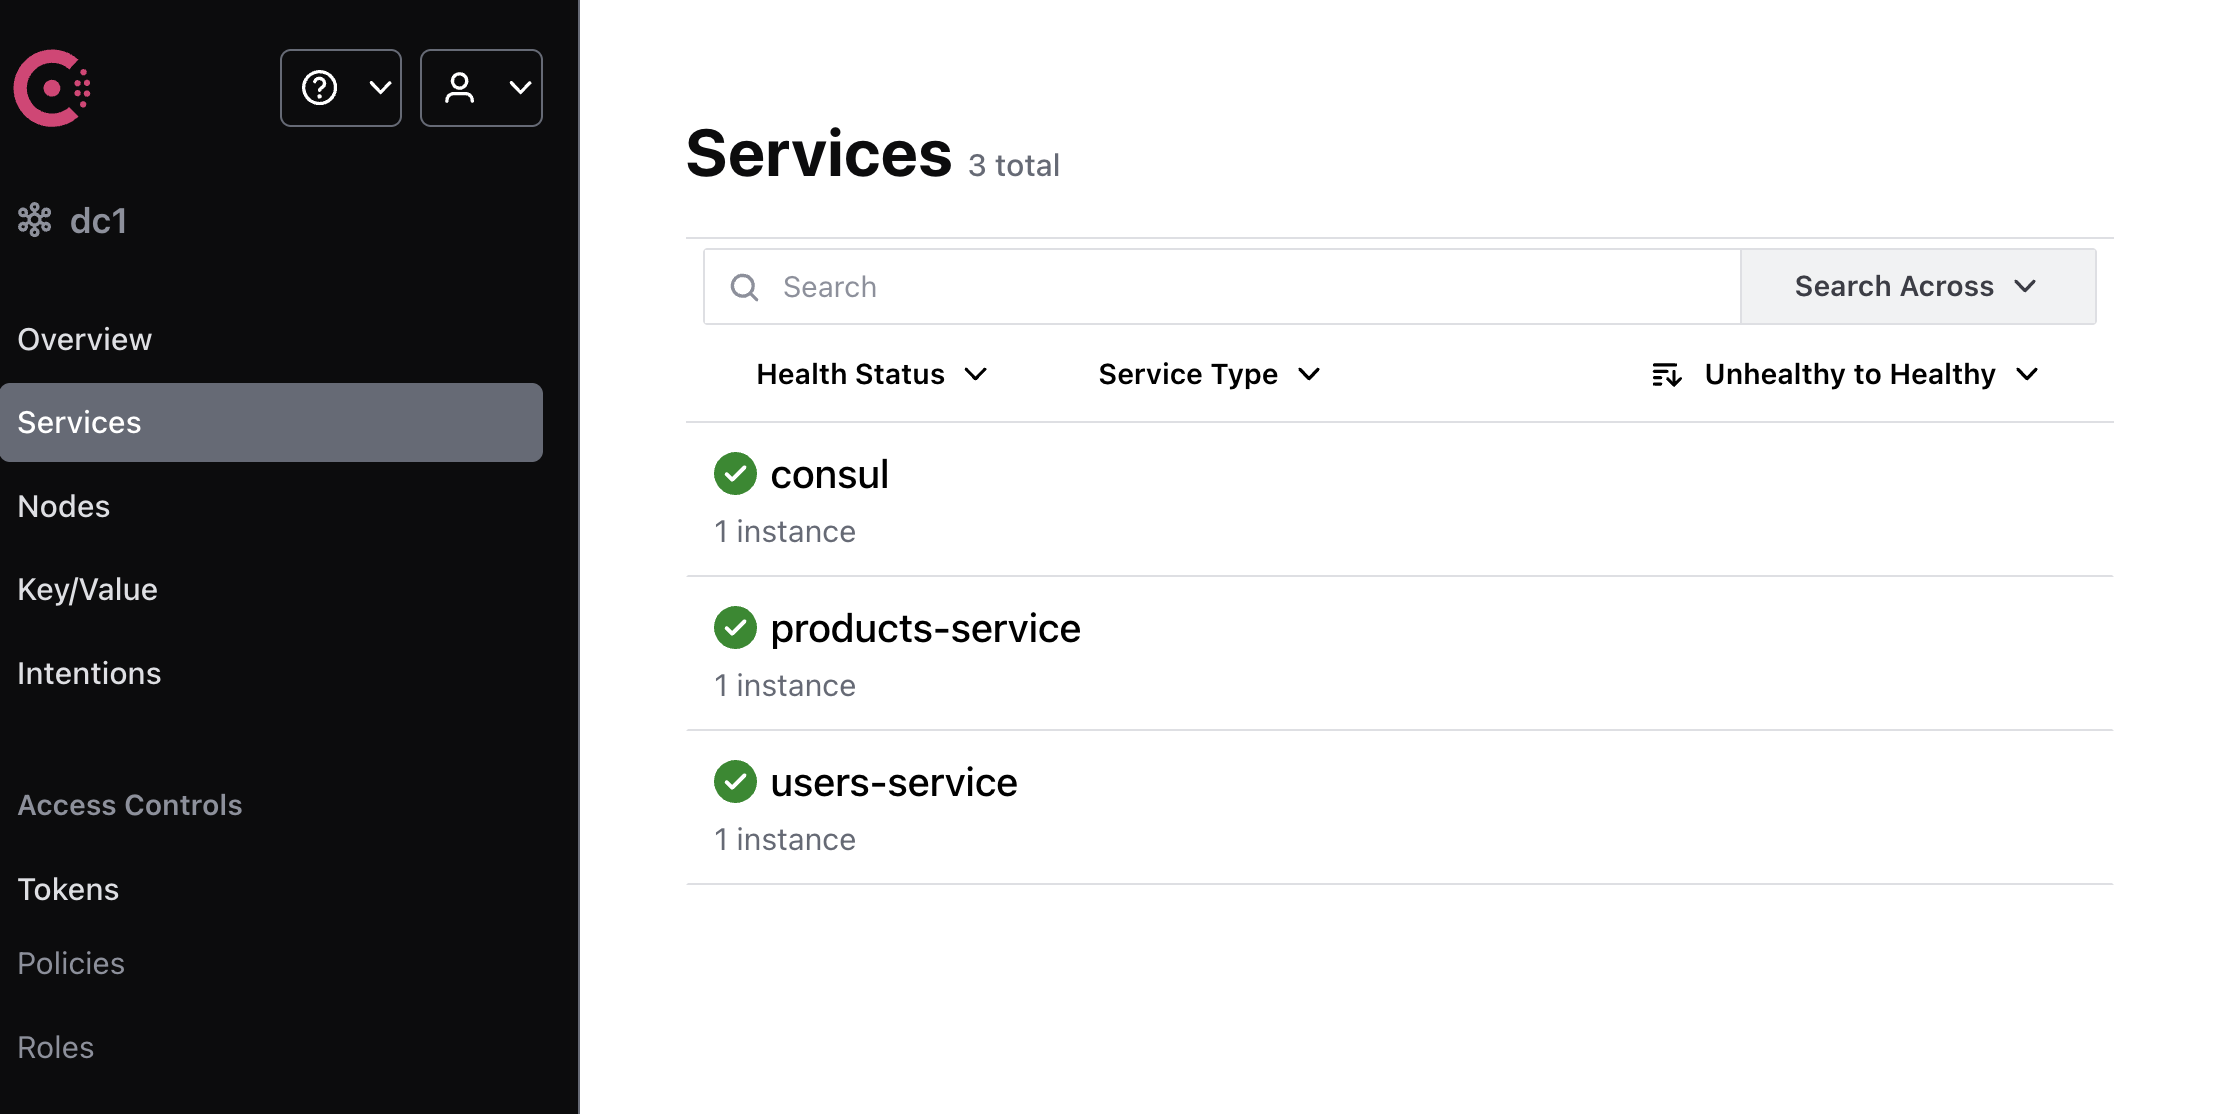 dc1
Overview
Services
Nodes
Key/Value
Intentions
Access Controls
Tokens
Policies
Roles
Services 3 total
Search
Search Across
Health Status Service Type Unhealthy to Healthy
consul
1 instance
products-service
1 instance
users-service
1 instance